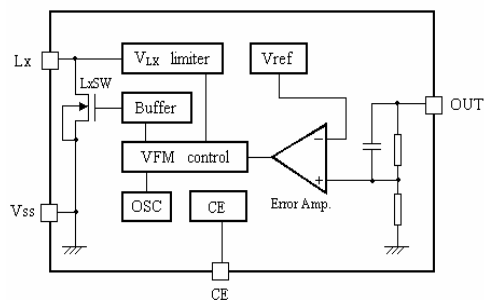 Lx
VLX limiter
Vref
LxSW
Buffer
OUT
VFM control
−
+
Error Amp.
OSC
CE
Vss
CE